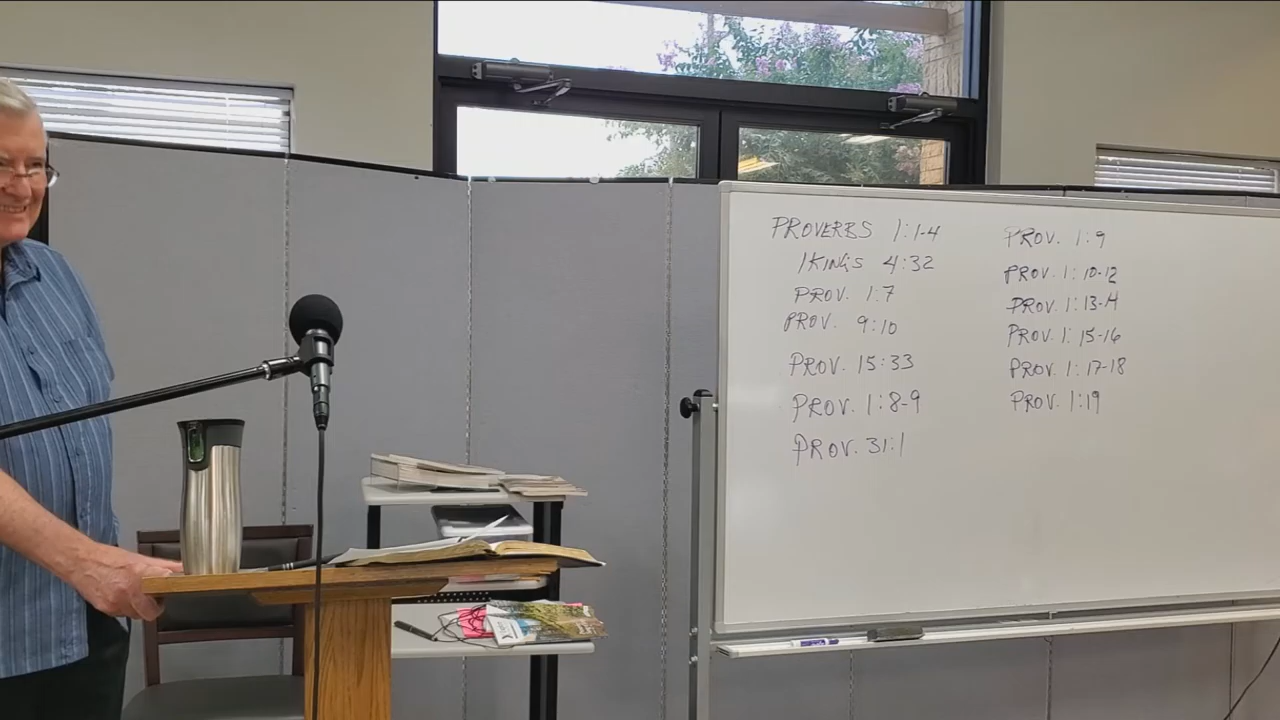 PROVERBS 1:1-4
1KINGS 4:32
PROV. 1:7
PROV. 9:10
PROV. 15:33
PROV. 1:8-9
PROV. 31:1
PROV. 1:9
PROV. 1:10-12
PROV. 1:13-14
PROV. 1:15-16
PROV. 1:17-18
PROV. 1:19